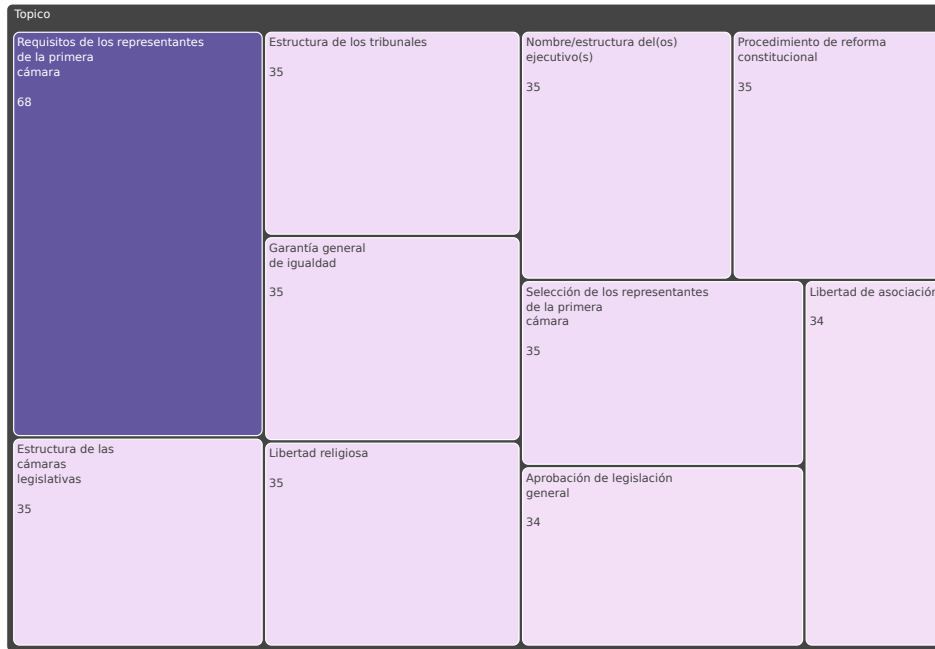 Topico
Requisitos de los representantes
de la primera
cámara
68
Estructura de los tribunales
35
Nombre/estructura del(os)
ejecutivo(s)
35
Procedimiento de reforma
constitucional
35
Garantía general
de igualdad
35
Selección de los representantes
de la primera
cámara
35
Libertad de asociación
34
Estructura de las
cámaras
legislativas
35
Libertad religiosa
35
Aprobación de legislación
general
34